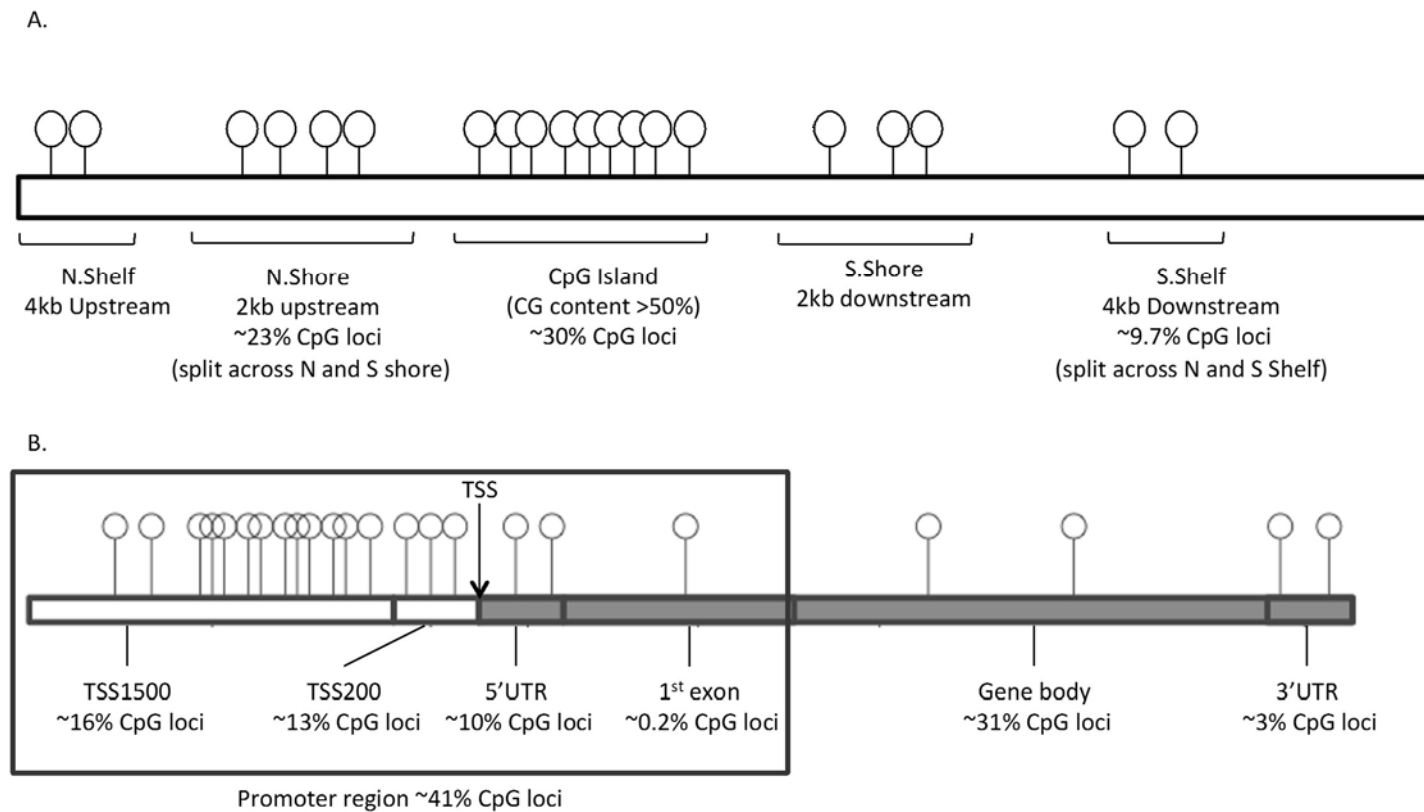 A.
N.Shelf
4kb Upstream
N.Shore
2kb upstream
~23% CpG loci
(split across N and S shore)
CpG Island
(CG content >50%)
~30% CpG loci
S.Shore
2kb downstream
S.Shelf
4kb Downstream
~9.7% CpG loci
(split across N and S Shelf)
B.
TSS
TSS1500
~16% CpG loci
TSS200
~13% CpG loci
5'UTR
~10% CpG loci
1st exon
~0.2% CpG loci
Gene body
~31% CpG loci
3'UTR
~3% CpG loci
Promoter region ~41% CpG loci